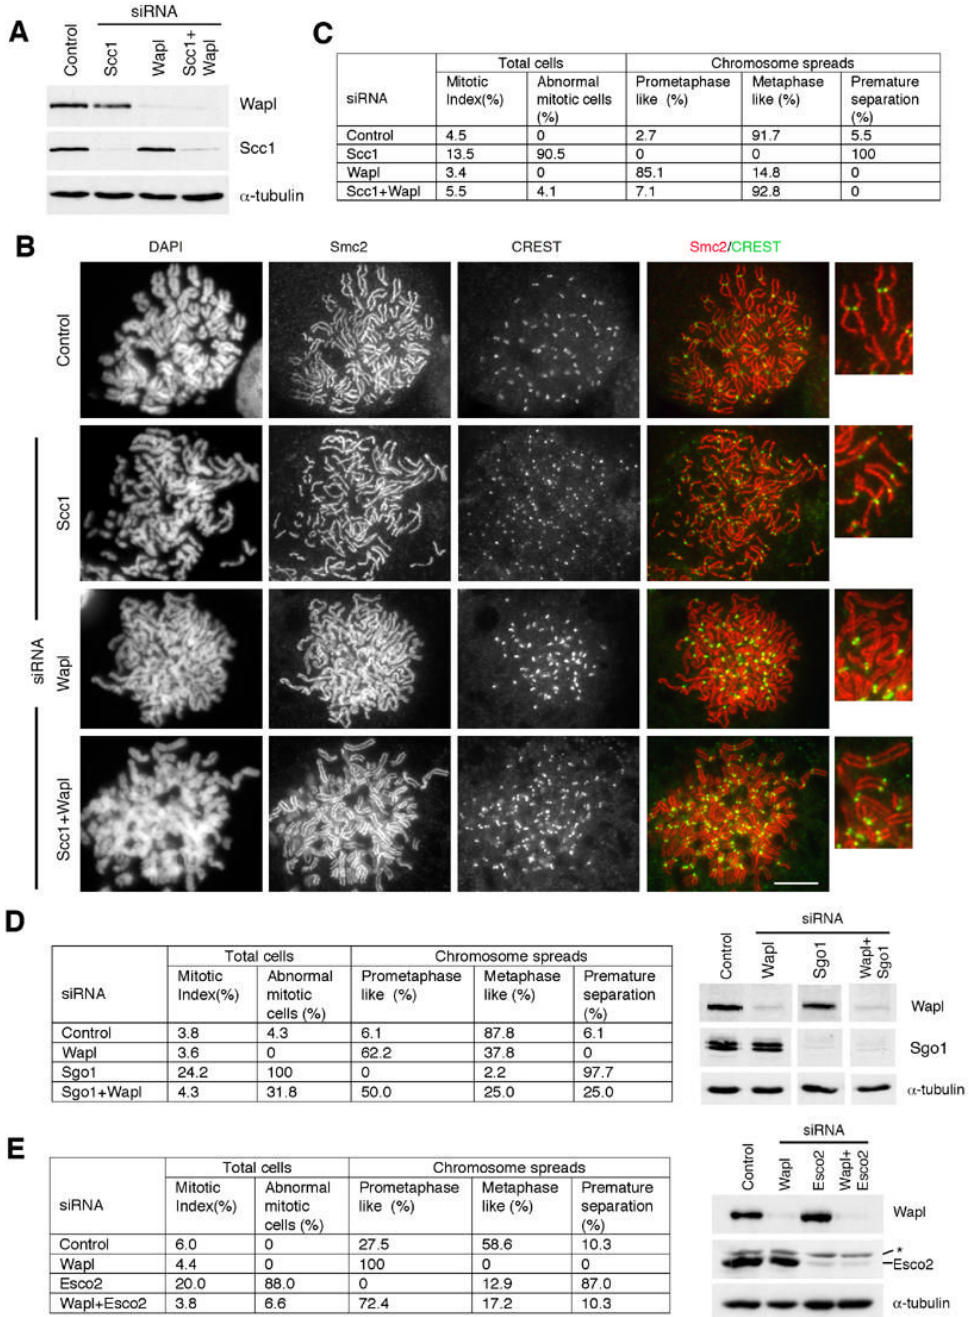 A
siRNA
Control
Scc1
Wapl
Scc1+
Wapl
Wapl
Scc1
α-tubulin
C
Total cells Chromosome spreads
siRNA Mitotic Index(%) Abnormal mitotic cells (%) Prometaphase like (%) Metaphase like (%) Premature separation (%)
Control 4.5 0 2.7 91.7 5.5
Scc1 13.5 90.5 0 0 100
Wapl 3.4 0 85.1 14.8 0
Scc1+Wapl 5.5 4.1 7.1 92.8 0
B
DAPI Smc2 CREST Smc2/CREST
Control
siRNA
Scc1
Wapl
Scc1+Wapl
D
Total cells Chromosome spreads
siRNA Mitotic Index(%) Abnormal mitotic cells (%) Prometaphase like (%) Metaphase like (%) Premature separation (%)
Control 3.8 4.3 6.1 87.8 6.1
Wapl 3.6 0 62.2 37.8 0
Sgo1 24.2 100 0 2.2 97.7
Sgo1+Wapl 4.3 31.8 50.0 25.0 25.0
siRNA
Control
Wapl
Sgo1
Wapl+
Sgo1
Wapl
Sgo1
α-tubulin
E
Total cells Chromosome spreads
siRNA Mitotic Index(%) Abnormal mitotic cells (%) Prometaphase like (%) Metaphase like (%) Premature separation (%)
Control 6.0 0 27.5 58.6 10.3
Wapl 4.4 0 100 0 0
Esco2 20.0 88.0 0 12.9 87.0
Wapl+Esco2 3.8 6.6 72.4 17.2 10.3
siRNA
Control
Wapl
Esco2
Wapl+
Esco2
Wapl
*
Esco2
α-tubulin